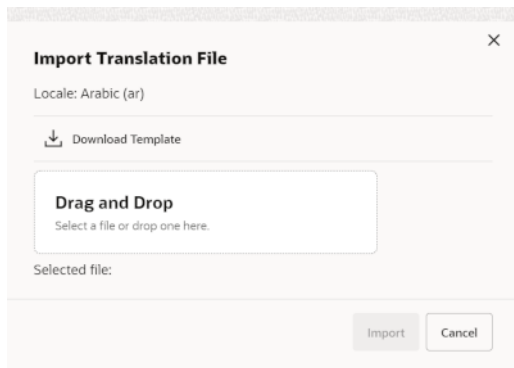 Import Translation File
Locale: Arabic (ar)
Download Template
Drag and Drop
Select a file or drop one here.
Selected file:
Import
Cancel